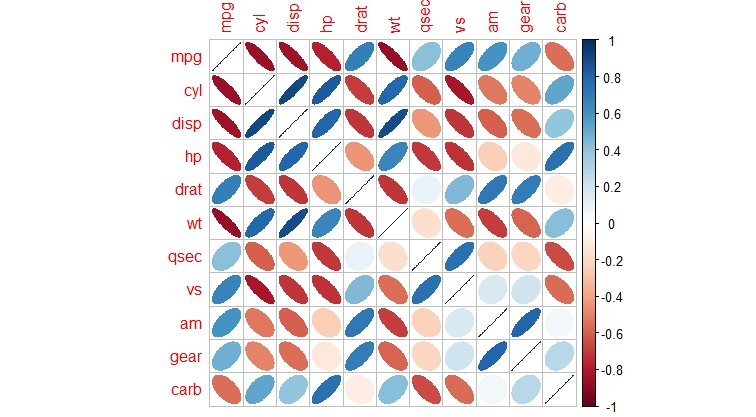 mpg cyl disp hp drat wt qsec vs am gear carb
mpg
cyl
disp
hp
drat
wt
qsec
vs
am
gear
carb
1
0.8
0.6
0.4
0.2
0
-0.2
-0.4
-0.6
-0.8
-1